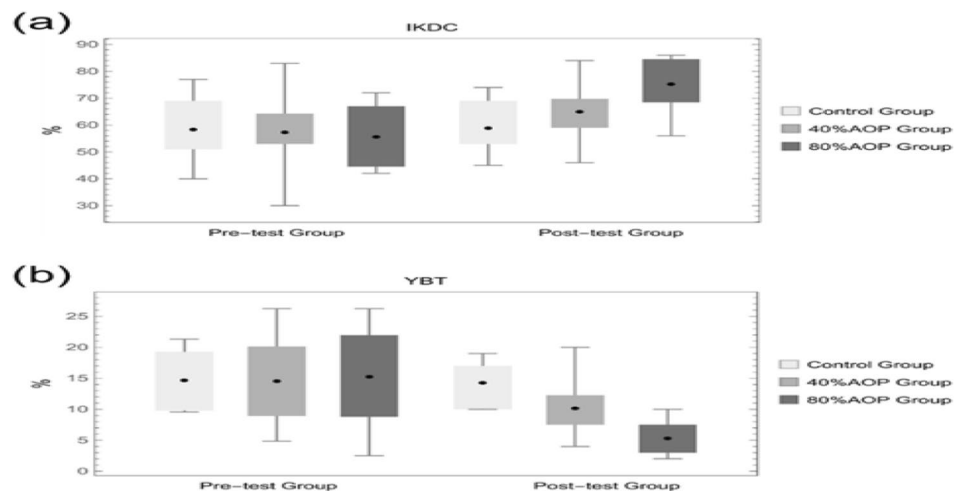 (a)
IKDC
90
80
70
60
50
40
30
%
Pre-test Group
Post-test Group
Control Group
40%AOP Group
80%AOP Group
(b)
YBT
25
20
15
10
5
0
%
Pre-test Group
Post-test Group
Control Group
40%AOP Group
80%AOP Group